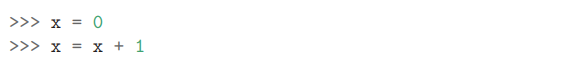 >>> x = 0
>>> x = x + 1